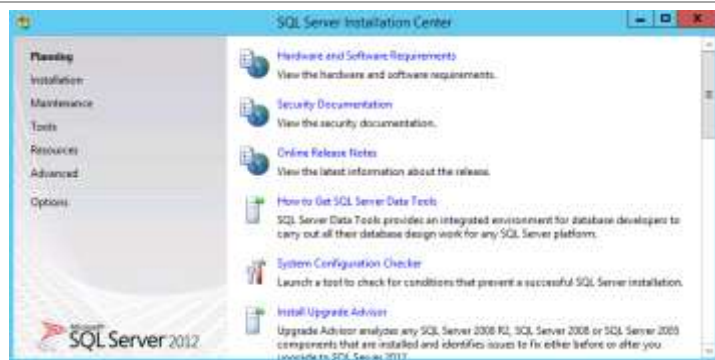 SQL Server Installation Center
Planning
Installation
Maintenance
Tools
Resources
Advanced
Options
Hardware and Software Requirements
View the hardware and software requirements.
Security Documentation
View the security documentation.
Online Release Notes
View the latest information about the release.
How to Get SQL Server Data Tools
SQL Server Data Tools provides an integrated environment for database developers to
carry out all their database design work for any SQL Server platform.
System Configuration Checker
Launch a tool to check for conditions that prevent a successful SQL Server installation.
Install Upgrade Advisor
Upgrade Advisor analyzes any SQL Server 2008 R2, SQL Server 2008 or SQL Server 2005
components that are installed and identifies issues to fix either before or after you
upgrade to SQL Server 2012.
Microsoft
SQL Server 2012